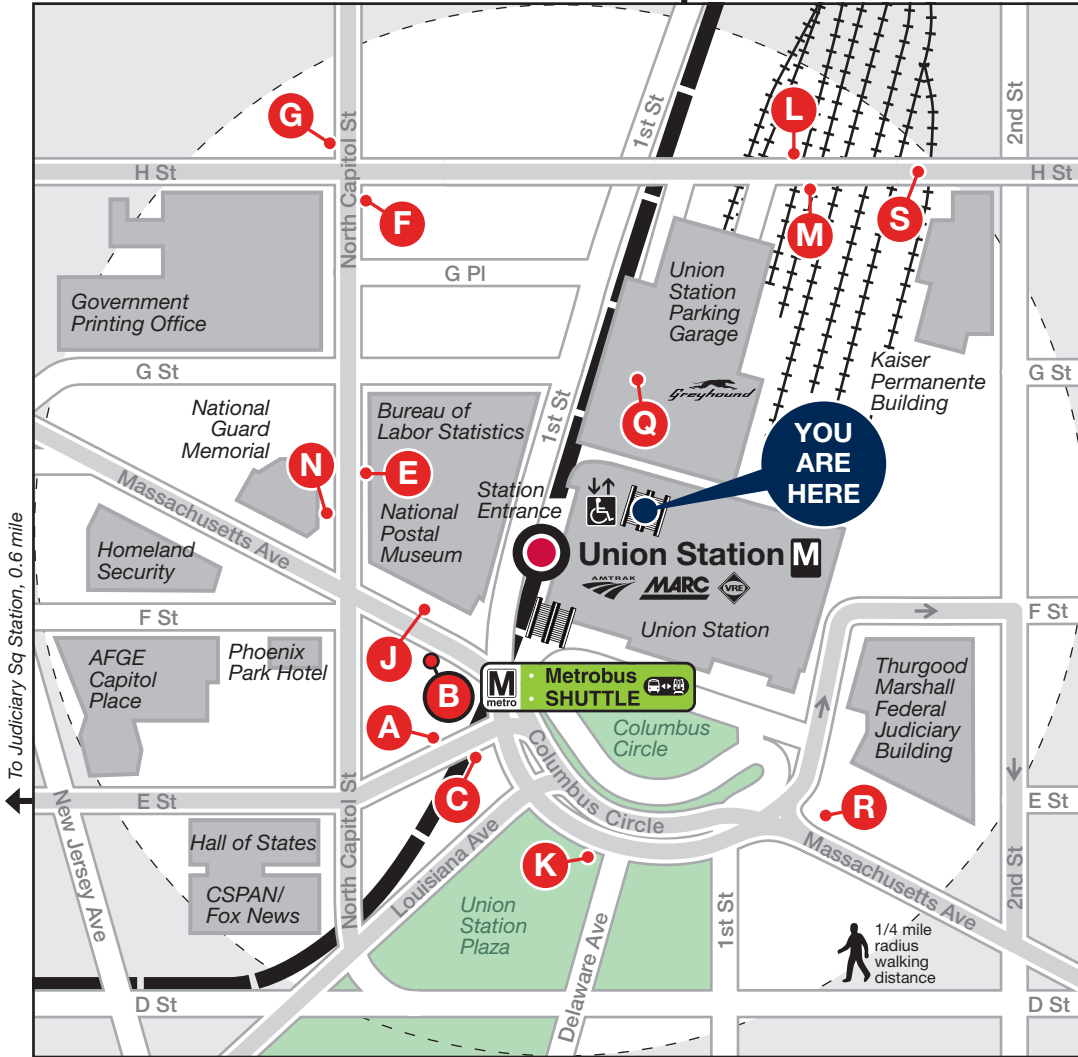 G
North Capitol St
1st St
L
2nd St
H St
H St
F
M
S
G Pl
Government
Printing Office
Union
Station
Parking
Garage
Kaiser
Permanente
Building
G St
G St
Greyhound
Q
National
Guard
Memorial
Bureau of
Labor Statistics
1st St
YOU
ARE
HERE
N
E
Massachusetts Ave
Station
Entrance
National
Postal
Museum
Homeland
Security
Union Station M
AMTRAK
MARC
VRE
Union Station
To Judiciary Sq Station, 0.6 mile
F St
F St
AFGE
Capitol
Place
Phoenix
Park Hotel
J
B
M
metro
Metrobus
SHUTTLE
Thurgood
Marshall
Federal
Judiciary
Building
A
Columbus
Circle
Columbus Circle
C
E St
E St
R
New Jersey Ave
North Capitol St
Hall of States
CSPAN/
Fox News
Louisiana Ave
K
Union
Station
Plaza
Delaware Ave
1st St
Massachusetts Ave
2nd St
1/4 mile
radius
walking
distance
D St
D St